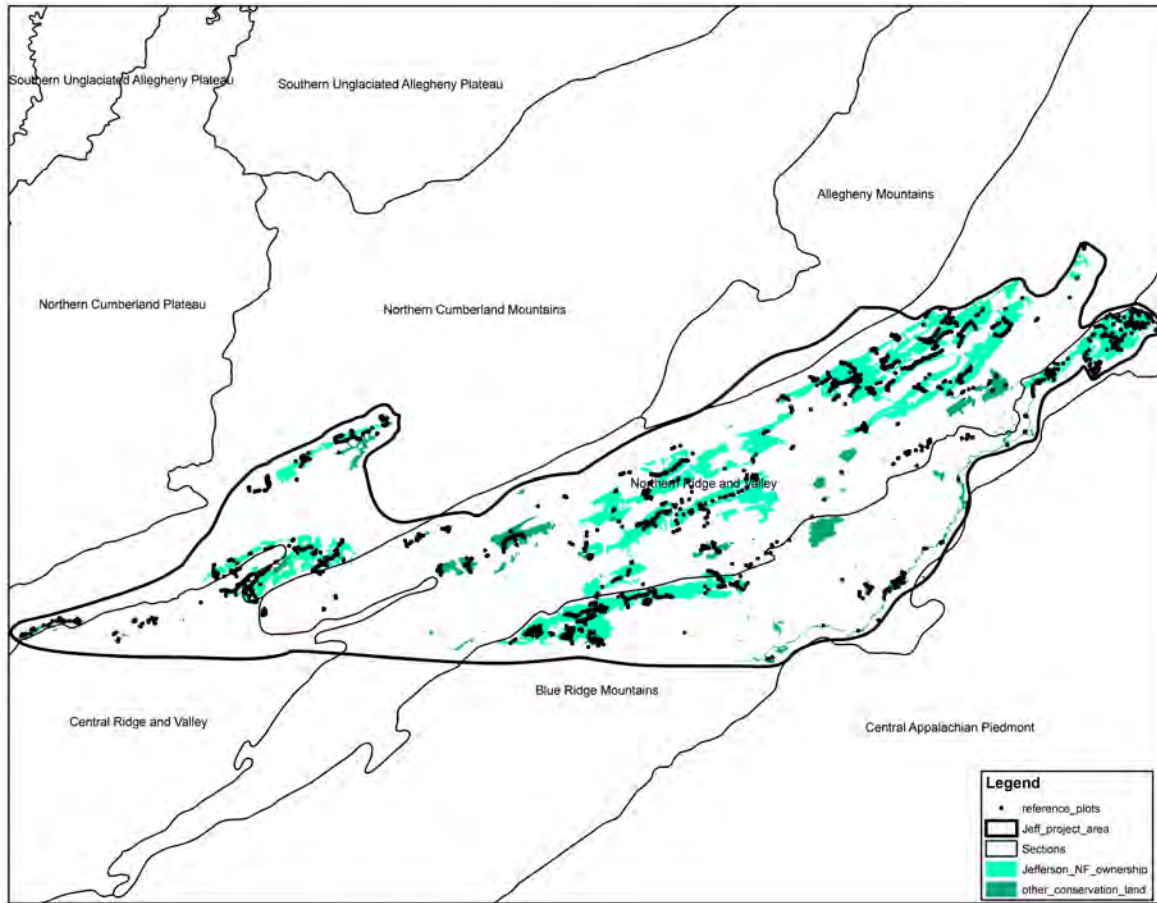 Southern Unglaciated Allegheny Plateau
Southern Unglaciated Allegheny Plateau
Allegheny Mountains
Northern Cumberland Plateau
Northern Cumberland Mountains
Northern Ridge and Valley
Blue Ridge Mountains
Central Ridge and Valley
Central Appalachian Piedmont
Legend
reference_plots
Jeff_project_area
Sections
Jefferson_NF_ownership
other_conservation_land